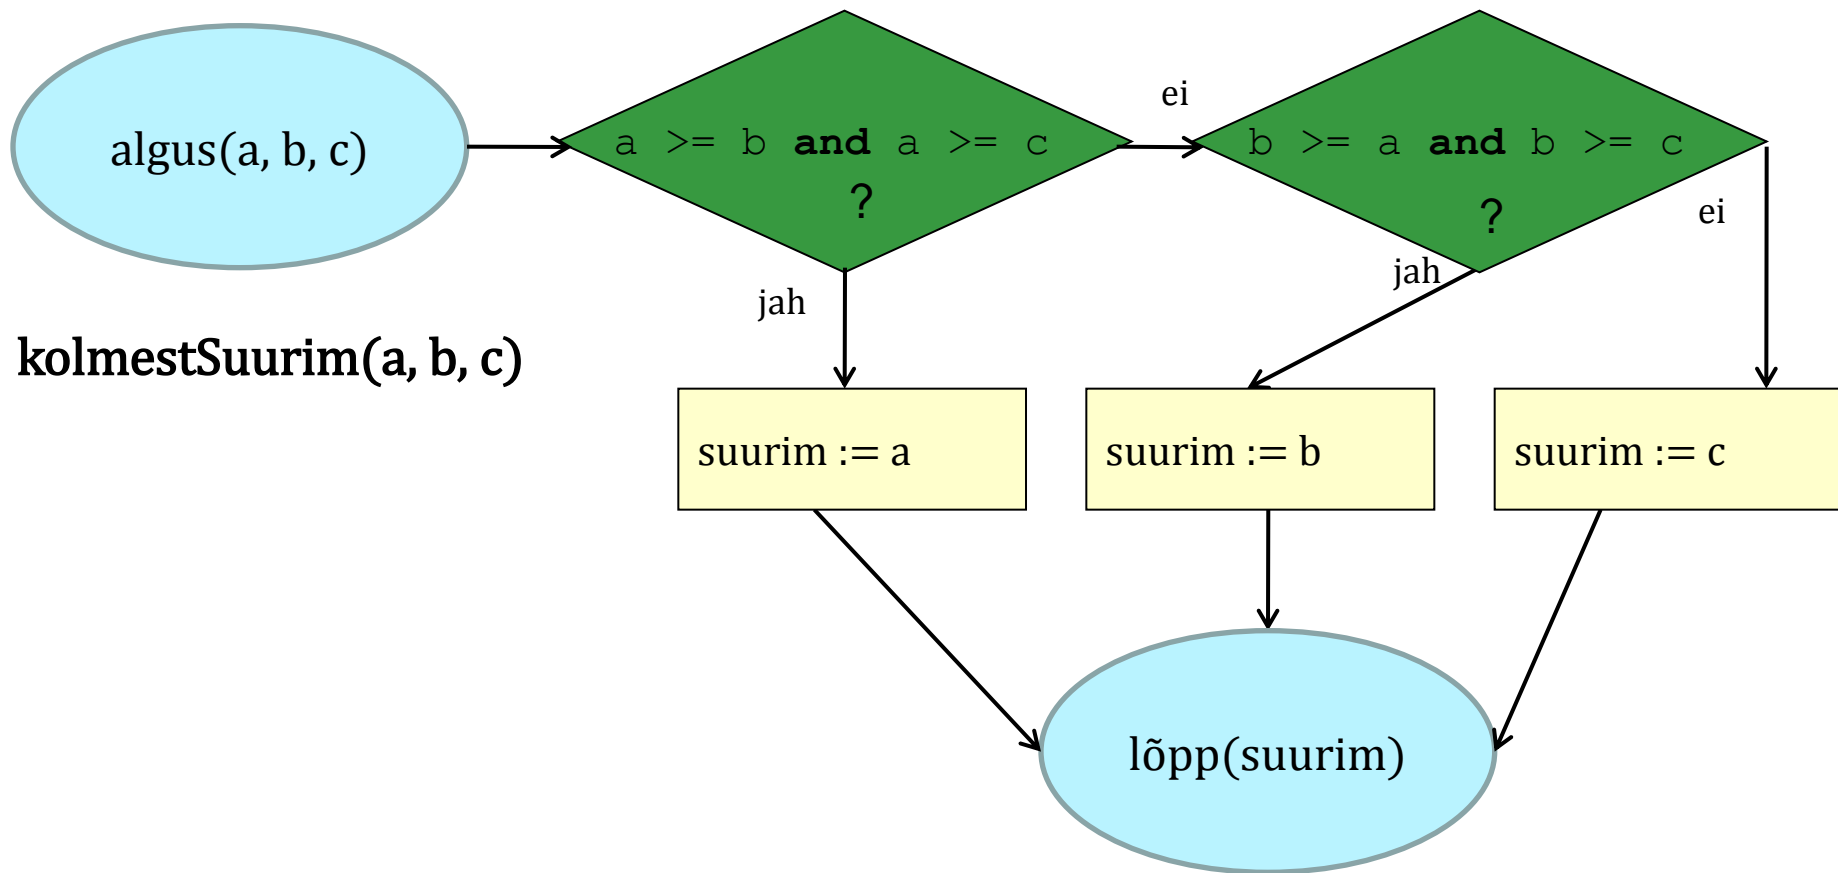 algus(a, b, c)
a >= b and a >= c
?
ei
b >= a and b >= c
?
ei
jah
jah
kolmestSuurim(a, b, c)
suurim := a
suurim := b
suurim := c
lõpp(suurim)